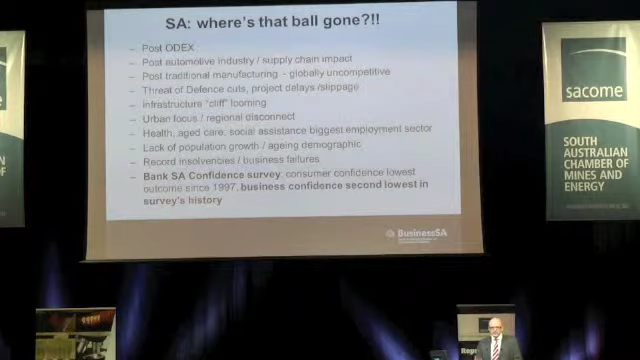 SA: where's that ball gone?!!
– Post ODEX
– Post automotive industry / supply chain impact
– Post traditional manufacturing - globally uncompetitive
– Threat of Defence cuts, project delays /slippage
– Infrastructure "cliff" looming
– Urban focus / regional disconnect
– Health, aged care, social assistance biggest employment sector
– Lack of population growth / ageing demographic
– Record insolvencies / business failures
– Bank SA Confidence survey: consumer confidence lowest
outcome since 1997, business confidence second lowest in
survey's history
BusinessSA
sacome
SOUTH
AUSTRALIAN
CHAMBER OF
MINES AND
ENERGY